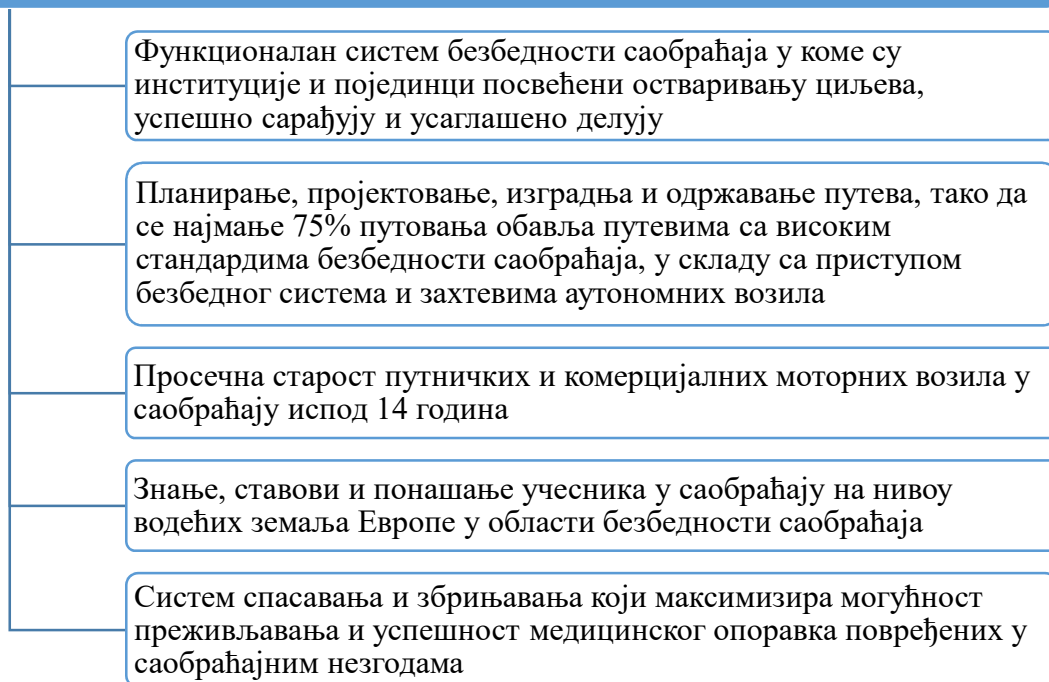 Функционалан систем безбедности саобраћаја у коме су
институције и појединци посвећени остваривању циљева,
успешно сарађују и усаглашено делују
Планирање, пројектовање, изградња и одржавање путева, тако да
се најмање 75% путовања обавља путевима са високим
стандардима безбедности саобраћаја, у складу са приступом
безбедног система и захтевима аутономних возила
Просечна старост путничких и комерцијалних моторних возила у
саобраћају испод 14 година
Знање, ставови и понашање учесника у саобраћају на нивоу
водећих земаља Европе у области безбедности саобраћаја
Систем спасавања и збрињавања који максимизира могућност
преживљавања и успешност медицинског опоравка повређених у
саобраћајним незгодама